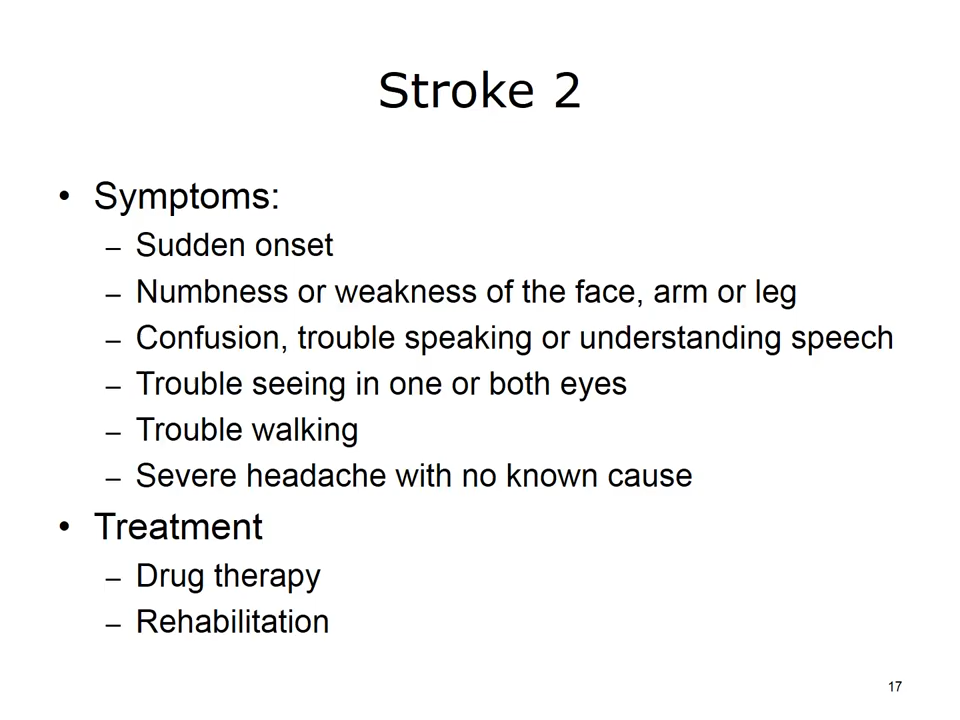 Stroke 2
• Symptoms:
– Sudden onset
– Numbness or weakness of the face, arm or leg
– Confusion, trouble speaking or understanding speech
– Trouble seeing in one or both eyes
– Trouble walking
– Severe headache with no known cause
• Treatment
– Drug therapy
– Rehabilitation
17